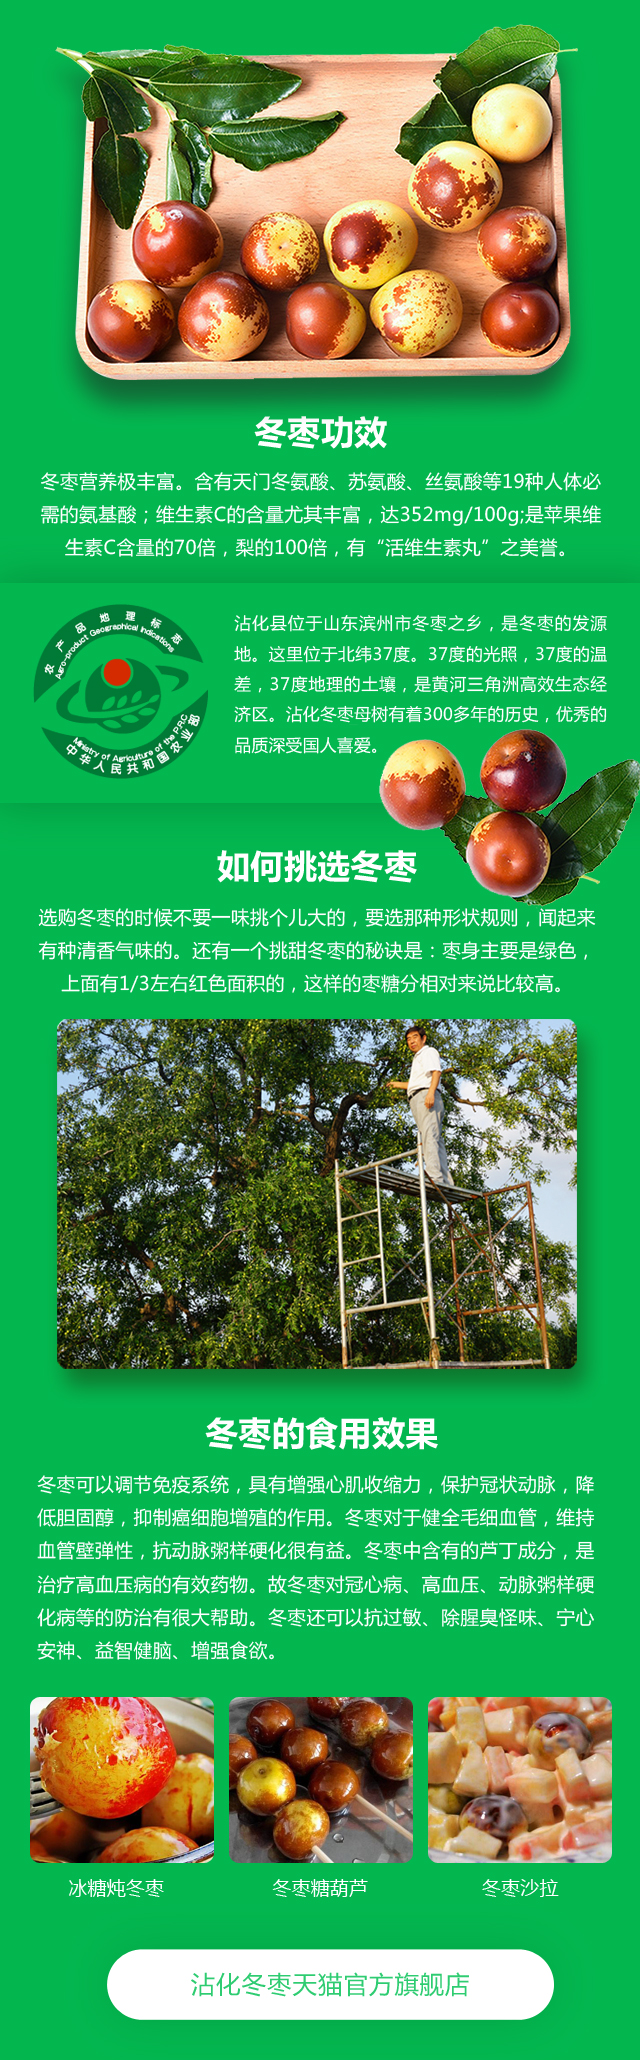 冬枣功效
冬枣营养极丰富。含有天门冬氨酸、苏氨酸、丝氨酸等19种人体必
需的氨基酸；维生素C的含量尤其丰富，达352mg/100g;是苹果维
生素C含量的70倍，梨的100倍，有“活维生素丸”之美誉。
农产品地理标志
Agro-product Geographical Indications
Ministry of Agriculture of the P.R.C
中华人民共和国农业部
沾化县位于山东滨州市冬枣之乡，是冬枣的发源
地。这里位于北纬37度。37度的光照，37度的温
差，37度地理的土壤，是黄河三角洲高效生态经
济区。沾化冬枣母树有着300多年的历史，优秀的
品质深受国人喜爱。
如何挑选冬枣
选购冬枣的时候不要一味挑个儿大的，要选那种形状规则，闻起来
有种清香气味的。还有一个挑甜冬枣的秘诀是：枣身主要是绿色，
上面有1/3左右红色面积的，这样的枣糖分相对来说比较高。
冬枣的食用效果
冬枣可以调节免疫系统，具有增强心肌收缩力，保护冠状动脉，降
低胆固醇，抑制癌细胞增殖的作用。冬枣对于健全毛细血管，维持
血管壁弹性，抗动脉粥样硬化很有益。冬枣中含有的芦丁成分，是
治疗高血压病的有效药物。故冬枣对冠心病、高血压、动脉粥样硬
化病等的防治有很大帮助。冬枣还可以抗过敏、除腥臭怪味、宁心
安神、益智健脑、增强食欲。
冰糖炖冬枣
冬枣糖葫芦
冬枣沙拉
沾化冬枣天猫官方旗舰店